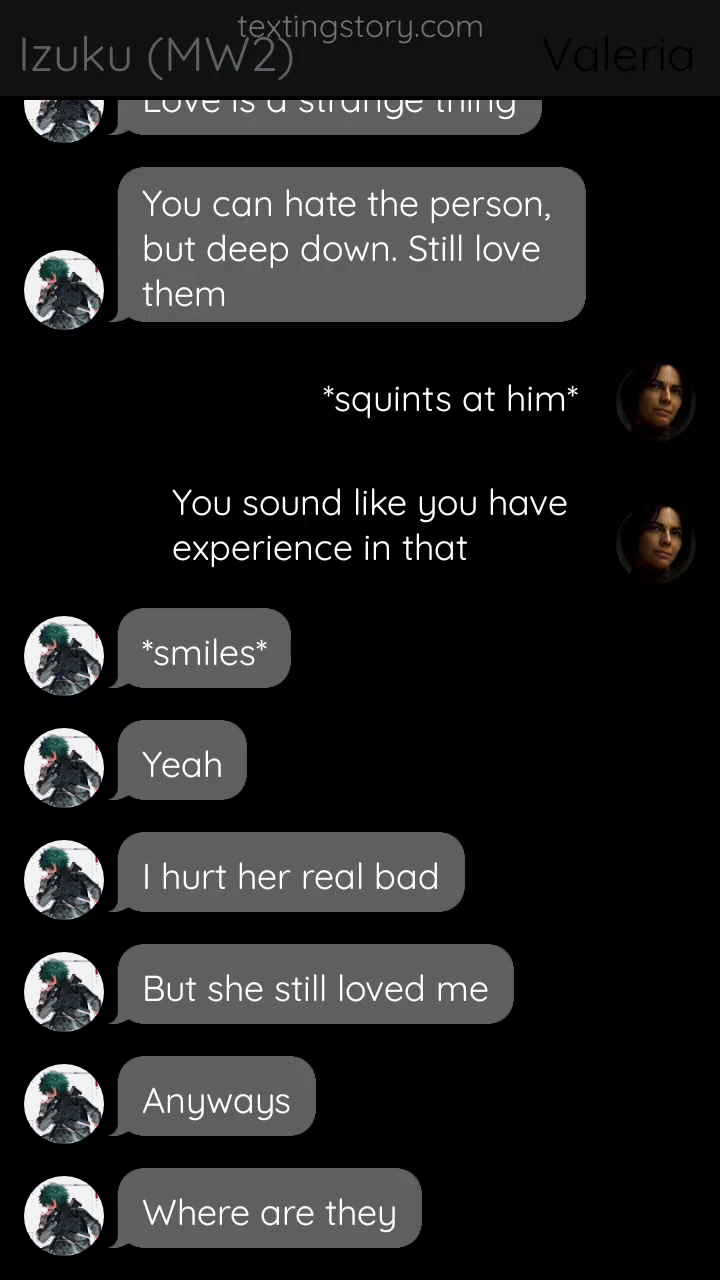 textingstory.com
Izuku (MW2)
Valeria
Love is a strange thing
You can hate the person,
but deep down. Still love
them
*squints at him*
You sound like you have
experience in that
*smiles*
Yeah
I hurt her real bad
But she still loved me
Anyways
Where are they